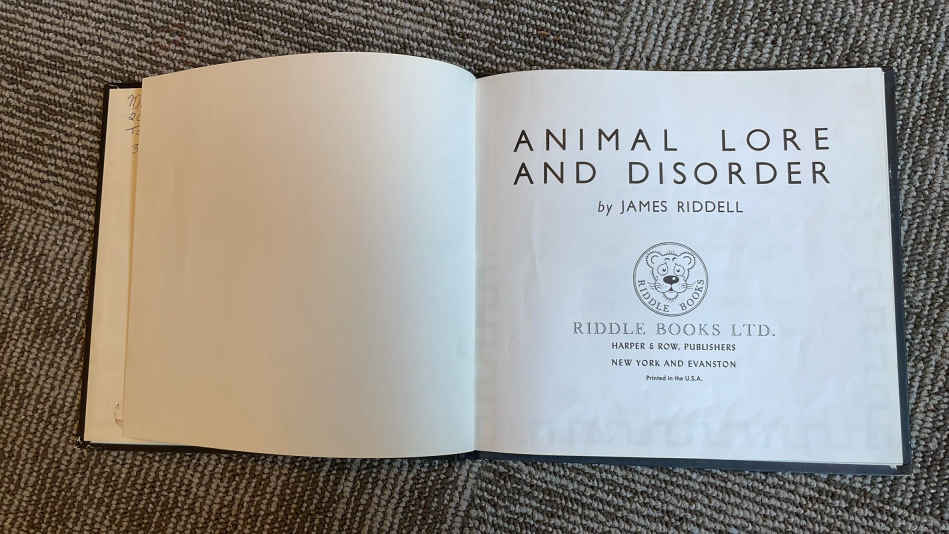 ANIMAL LORE
AND DISORDER
by JAMES RIDDELL
RIDDLE BOOKS
RIDDLE BOOKS LTD.
HARPER & ROW, PUBLISHERS
NEW YORK AND EVANSTON
Printed in the U.S.A.